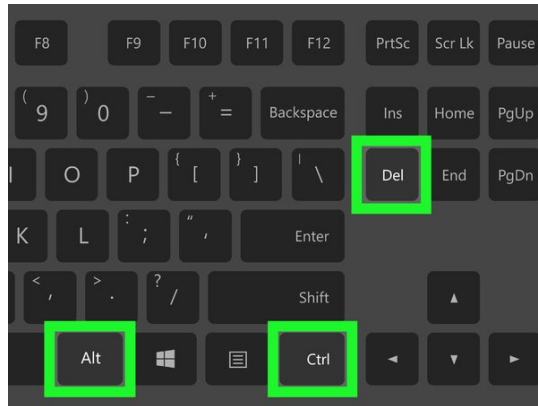 F8 F9 F10 F11 F12 PrtSc Scr Lk Pause
( 9 ) 0 _ - + = Backspace Ins Home PgUp
I O P { [ } ] | \ Del End PgDn
K L : ; " ' Enter
< , > . ? / Shift
Alt Ctrl